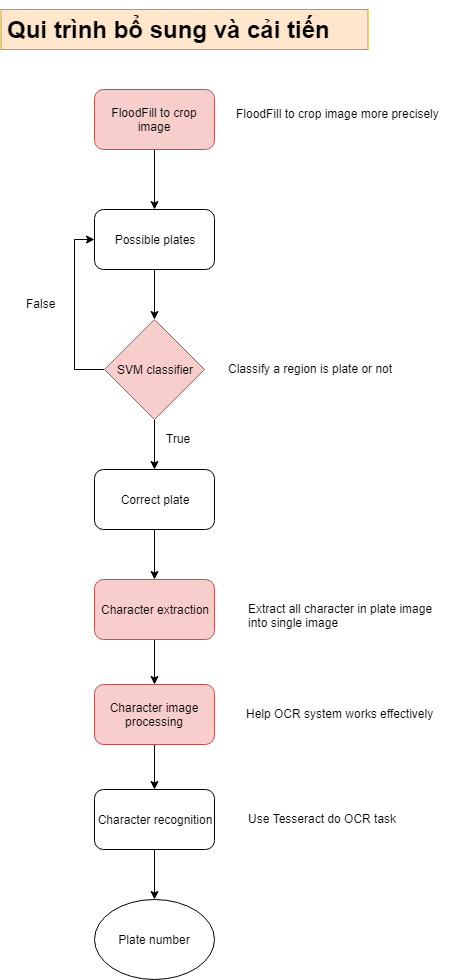 Qui trình bổ sung và cải tiến
FloodFill to crop
image
FloodFill to crop image more precisely
Possible plates
False
SVM classifier
Classify a region is plate or not
True
Correct plate
Character extraction
Extract all character in plate image
into single image
Character image
processing
Help OCR system works effectively
Character recognition
Use Tesseract do OCR task
Plate number